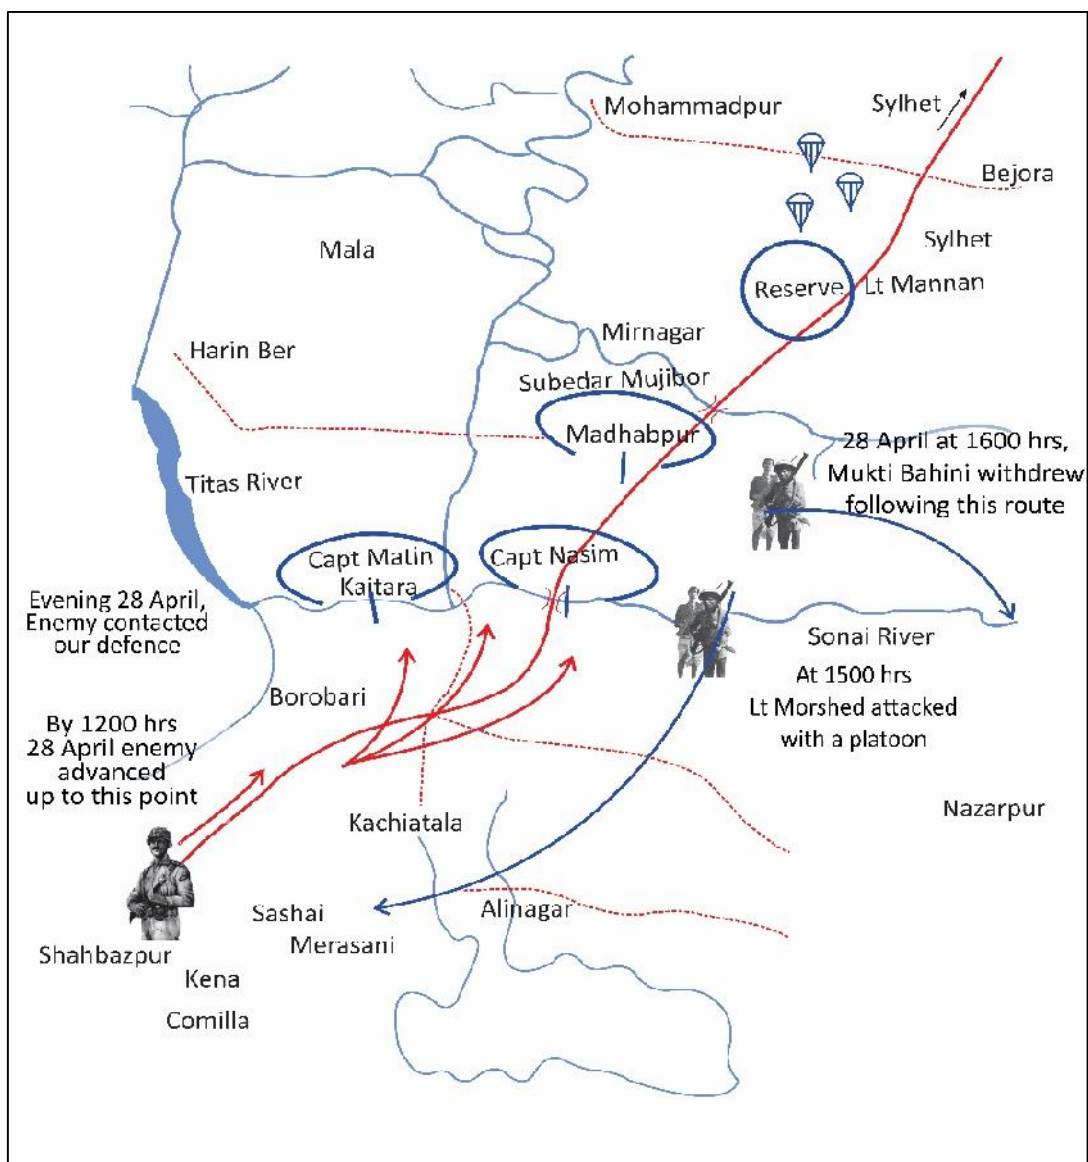 Sylhet
Mohammadpur
Bejora
Sylhet
Mala
Reserve
Lt Mannan
Mirnagar
Harin Ber
Subedar Mujibor
Madhabpur
28 April at 1600 hrs,
Mukti Bahini withdrew
following this route
Titas River
Capt Matin
Kaitara
Capt Nasim
Evening 28 April,
Enemy contacted
our defence
Sonai River
At 1500 hrs
Lt Morshed attacked
with a platoon
Borobari
By 1200 hrs
28 April enemy
advanced
up to this point
Nazarpur
Kachiatala
Sashai
Alinagar
Merasani
Shahbazpur
Kena
Comilla